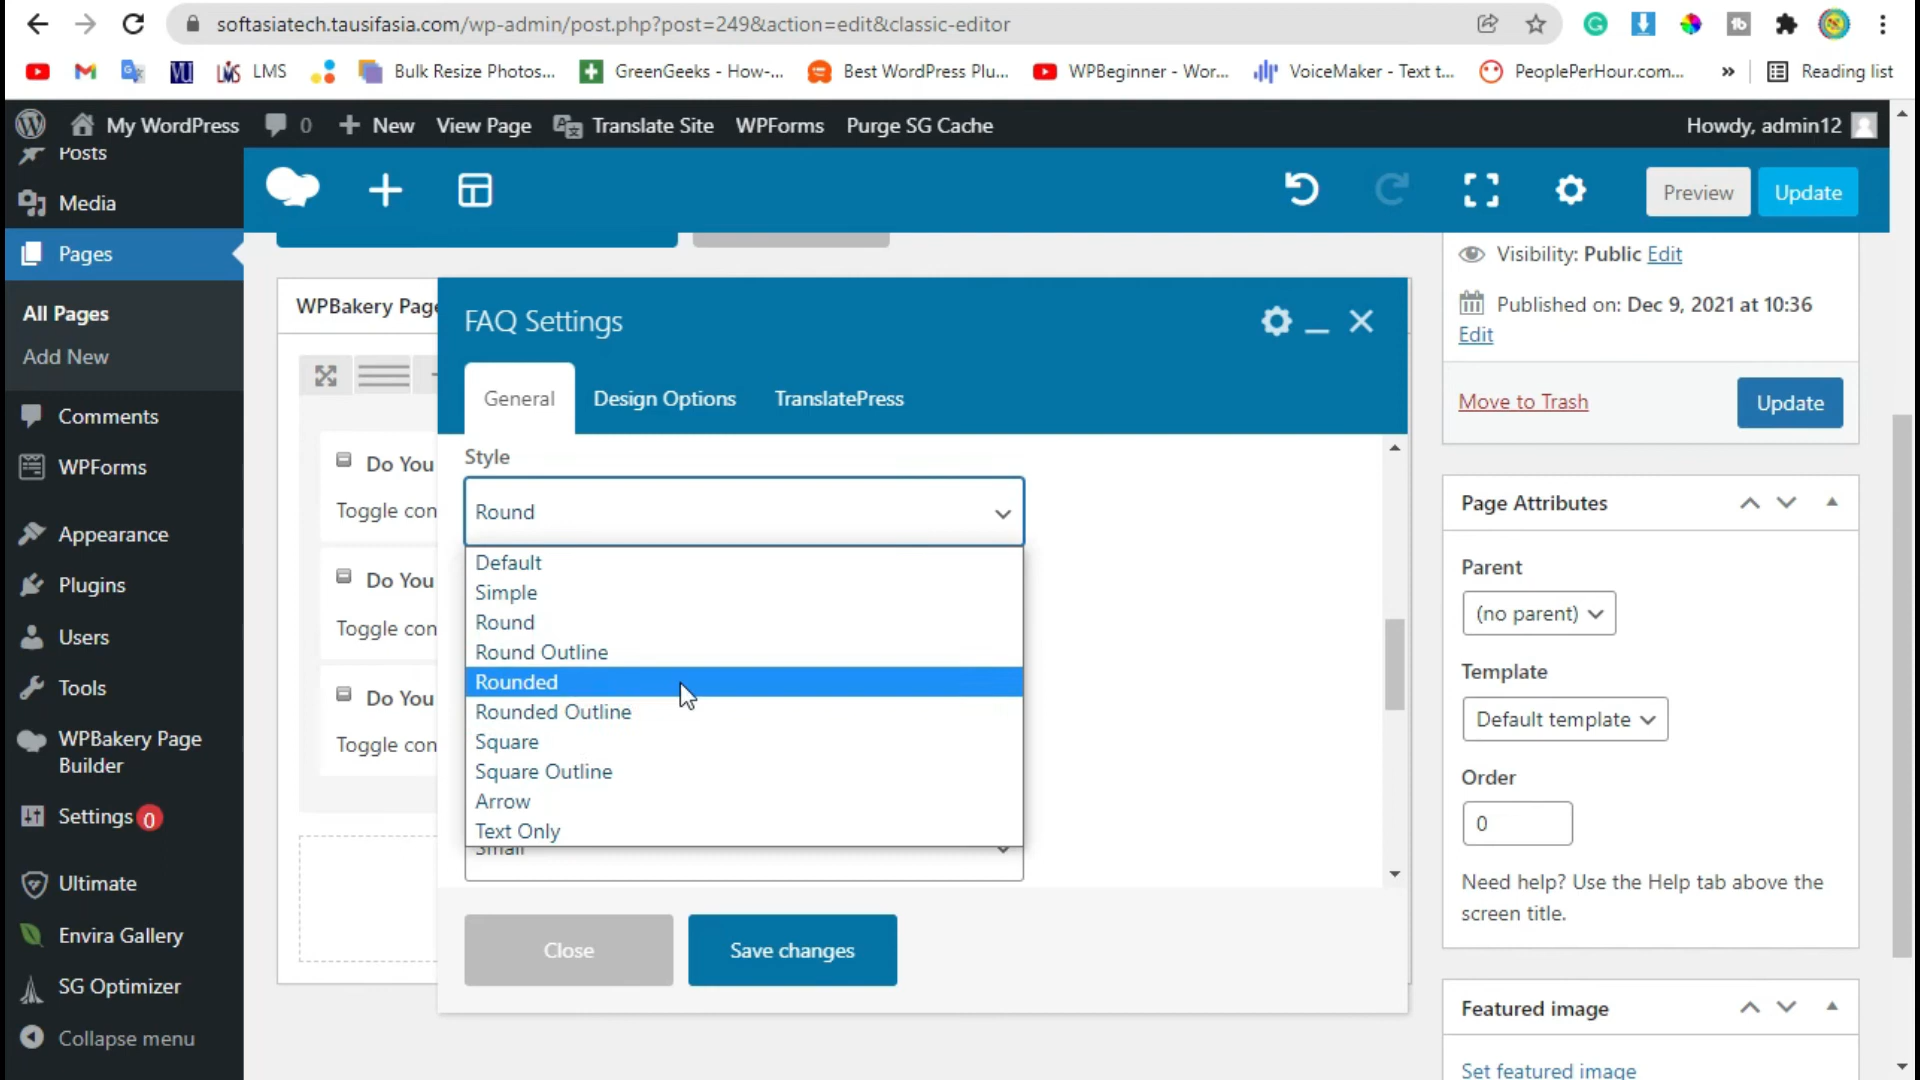 softasiatech.tausifasia.com/wp-admin/post.php?post=249&action=edit&classic-editor
LMS
Bulk Resize Photos...
GreenGeeks - How-...
Best WordPress Plu...
WPBeginner - Wor...
VoiceMaker - Text t...
PeoplePerHour.com...
»
Reading list
My WordPress
0
New
View Page
Translate Site
WPForms
Purge SG Cache
Howdy, admin12
Posts
Media
Pages
All Pages
Add New
Comments
WPForms
Appearance
Plugins
Users
Tools
WPBakery Page
Builder
Settings 0
Ultimate
Envira Gallery
SG Optimizer
Collapse menu
Preview
Update
WPBakery Page
Do You
Toggle con
Do You
Toggle con
Do You
Toggle con
FAQ Settings
General
Design Options
TranslatePress
Style
Round
Default
Simple
Round
Round Outline
Rounded
Rounded Outline
Square
Square Outline
Arrow
Text Only
Small
Close
Save changes
Visibility: Public Edit
Published on: Dec 9, 2021 at 10:36
Edit
Move to Trash
Update
Page Attributes
Parent
(no parent)
Template
Default template
Order
0
Need help? Use the Help tab above the
screen title.
Featured image
Set featured image